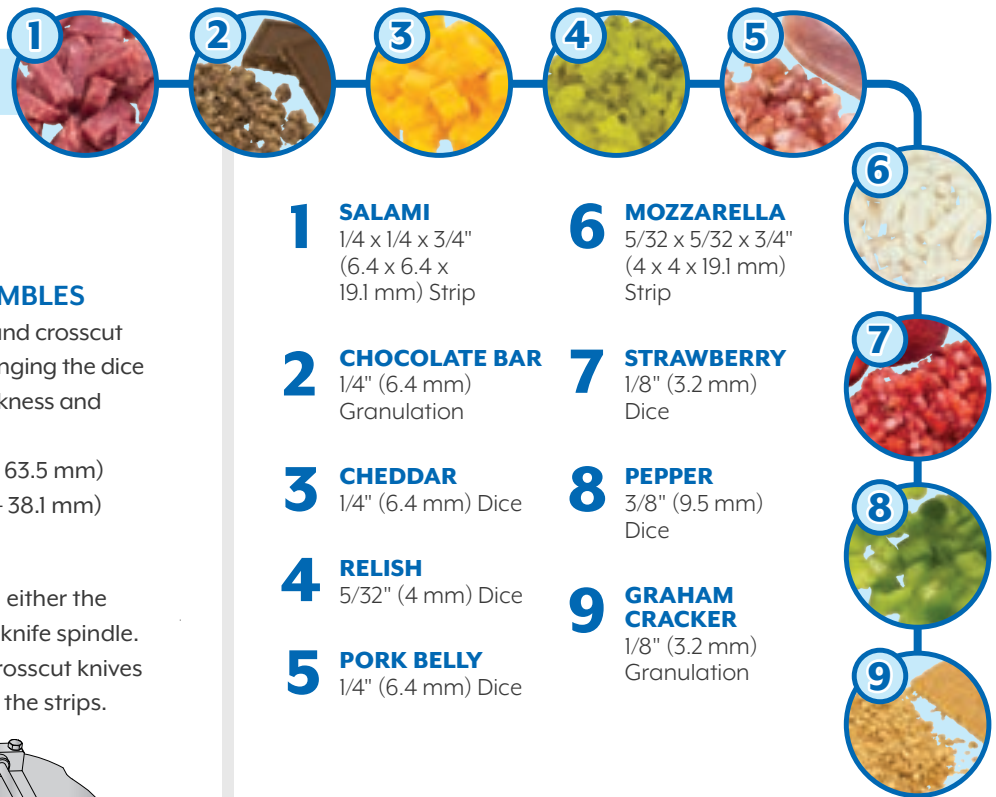 1
2
3
4
5
6
7
8
9
nd crosscut
nging the dice
kness and
63.5 mm)
38.1 mm)
either the
knife spindle.
rosscut knives
the strips.
1 SALAMI
1/4 x 1/4 x 3/4"
(6.4 x 6.4 x
19.1 mm) Strip
2 CHOCOLATE BAR
1/4" (6.4 mm)
Granulation
3 CHEDDAR
1/4" (6.4 mm) Dice
4 RELISH
5/32" (4 mm) Dice
5 PORK BELLY
1/4" (6.4 mm) Dice
6 MOZZARELLA
5/32 x 5/32 x 3/4"
(4 x 4 x 19.1 mm)
Strip
7 STRAWBERRY
1/8" (3.2 mm)
Dice
8 PEPPER
3/8" (9.5 mm)
Dice
9 GRAHAM
CRACKER
1/8" (3.2 mm)
Granulation